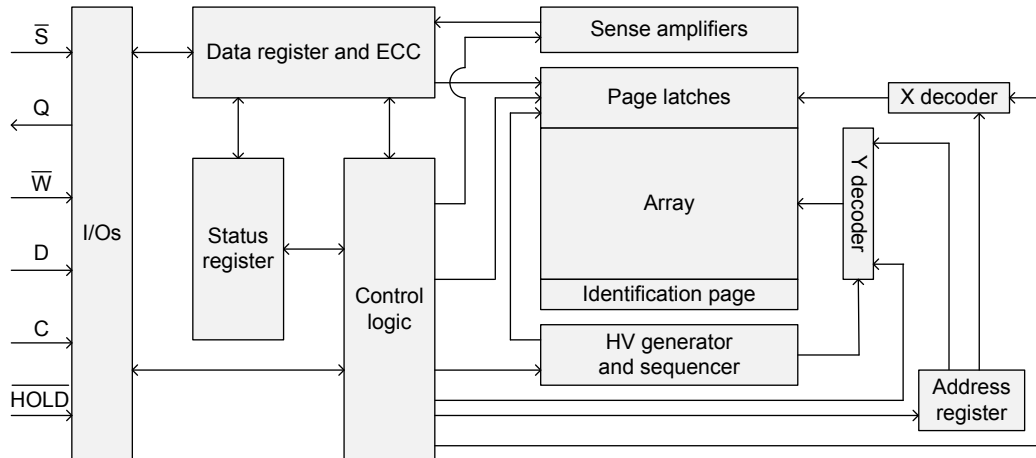 S̅
Q
W̅
D
C
H̅O̅L̅D̅
I/Os
Data register and ECC
Status
register
Control
logic
Sense amplifiers
Page latches
Array
Identification page
HV generator
and sequencer
X decoder
Y decoder
Address
register